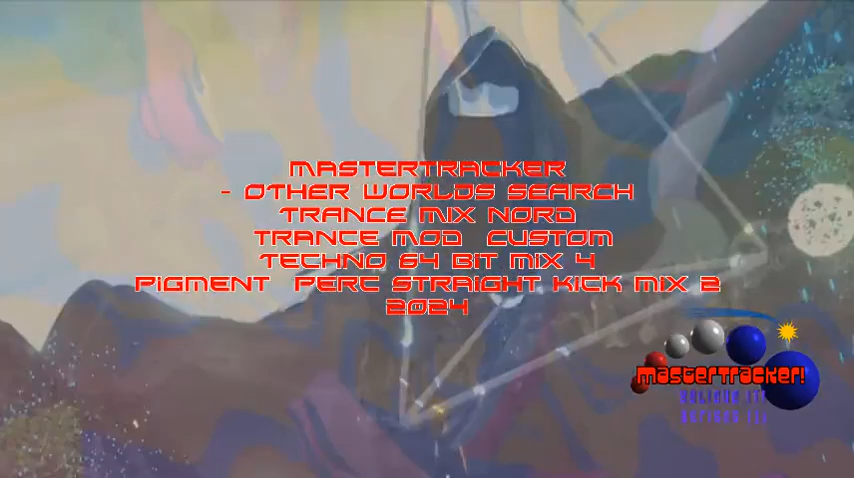 MASTERTRACKER
- OTHER WORLDS SEARCH
TRANCE MIX NORD
TRANCE MOD CUSTOM
TECHNO 64 BIT MIX 4
PIGMENT PERC STRAIGHT KICK MIX 2
2024
mastertracker!